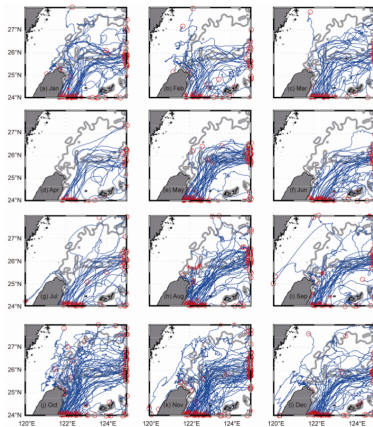 27°N
26°N
25°N
24°N
(a) Jan
(b) Feb
(c) Mar
27°N
26°N
25°N
24°N
(d) Apr
(e) May
(f) Jun
27°N
26°N
25°N
24°N
(g) Jul
(h) Aug
(i) Sep
27°N
26°N
25°N
24°N
(j) Oct
(k) Nov
(l) Dec
120°E 122°E 124°E 120°E 122°E 124°E 120°E 122°E 124°E